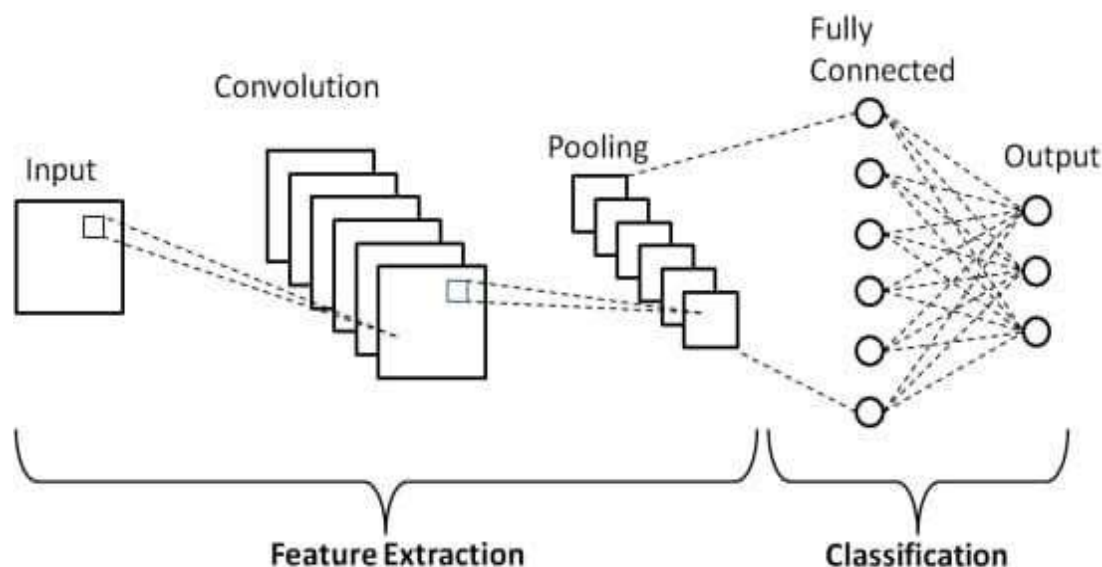 Input
Convolution
Pooling
Fully
Connected
Output
Feature Extraction
Classification